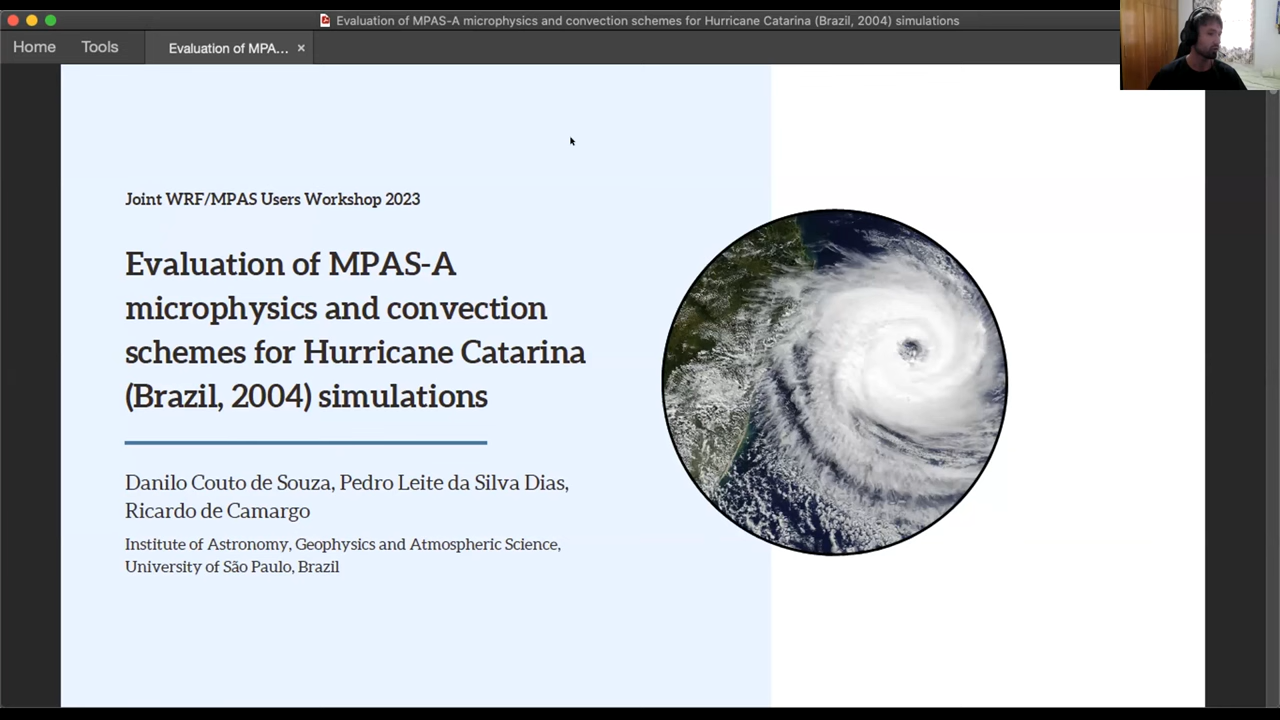 Evaluation of MPAS-A microphysics and convection schemes for Hurricane Catarina (Brazil, 2004) simulations
Home
Tools
Evaluation of MPA...
×
Joint WRF/MPAS Users Workshop 2023
Evaluation of MPAS-A
microphysics and convection
schemes for Hurricane Catarina
(Brazil, 2004) simulations
Danilo Couto de Souza, Pedro Leite da Silva Dias,
Ricardo de Camargo
Institute of Astronomy, Geophysics and Atmospheric Science,
University of São Paulo, Brazil